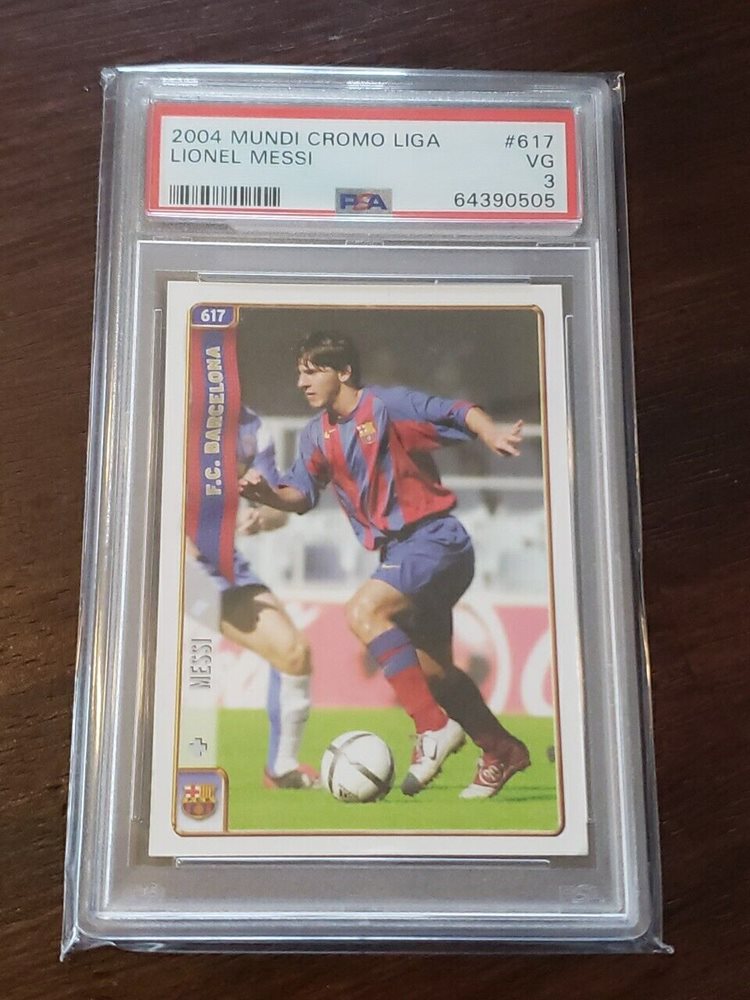 2004 MUNDI CROMO LIGA #617
LIONEL MESSI VG
3
PSA 64390505
617
F.C. BARCELONA
MESSI